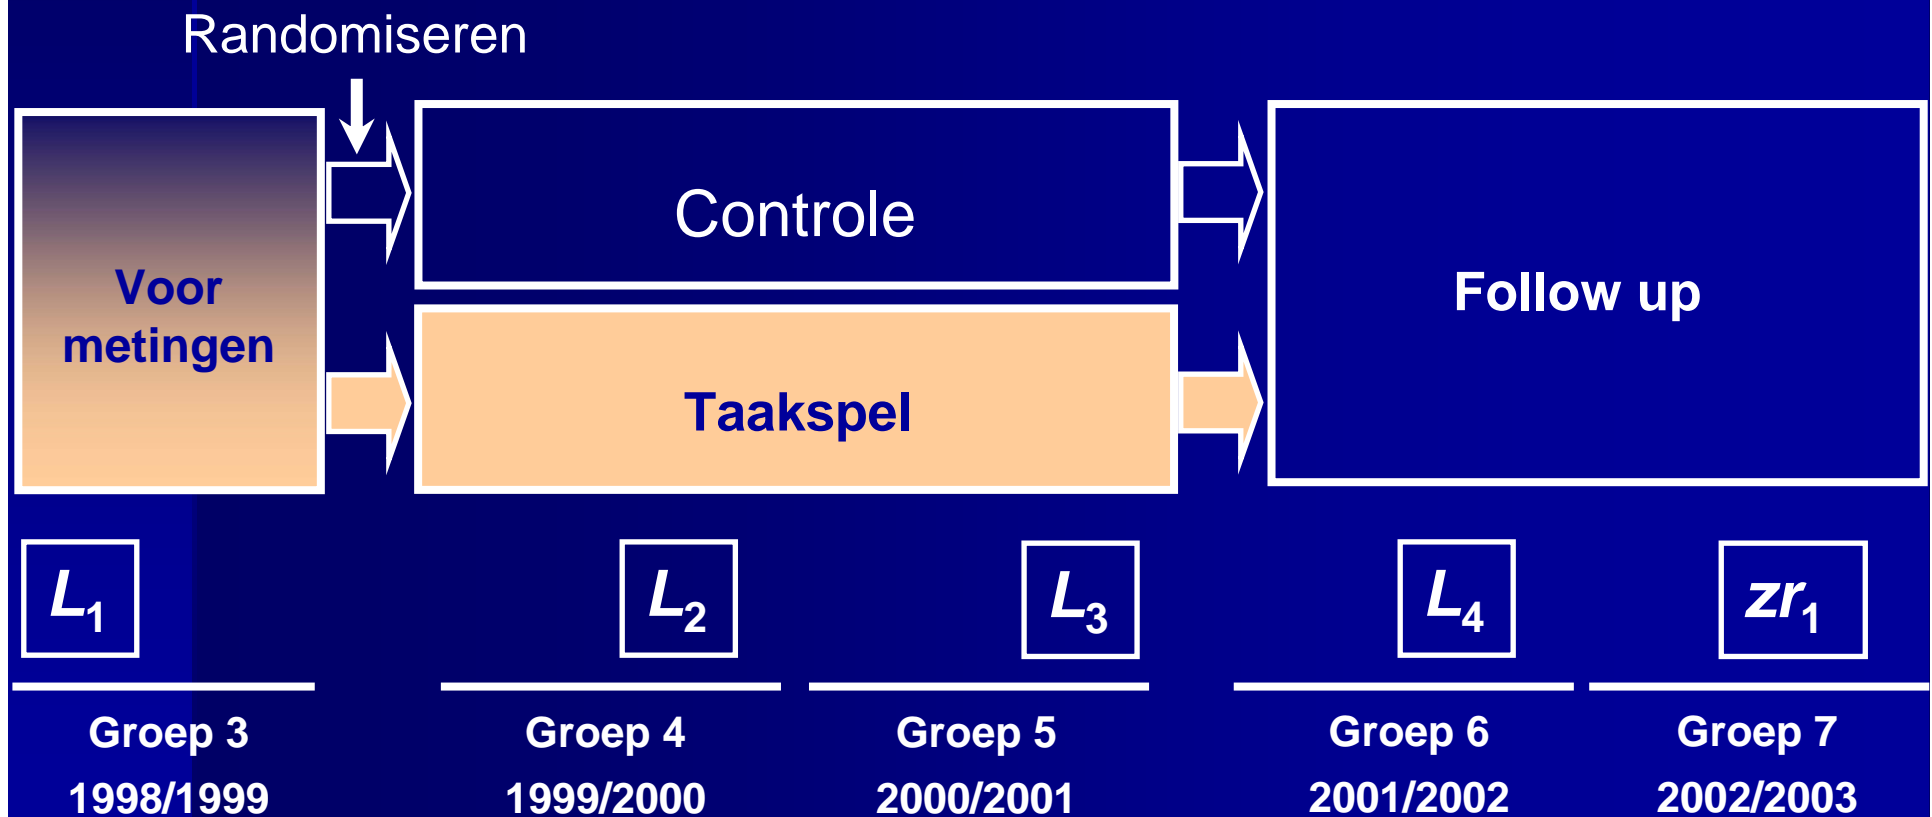 Randomiseren
Voor
metingen
Controle
Taakspel
Follow up
L1
L2
L3
L4
zr1
Groep 3
Groep 4
Groep 5
Groep 6
Groep 7
1998/1999
1999/2000
2000/2001
2001/2002
2002/2003